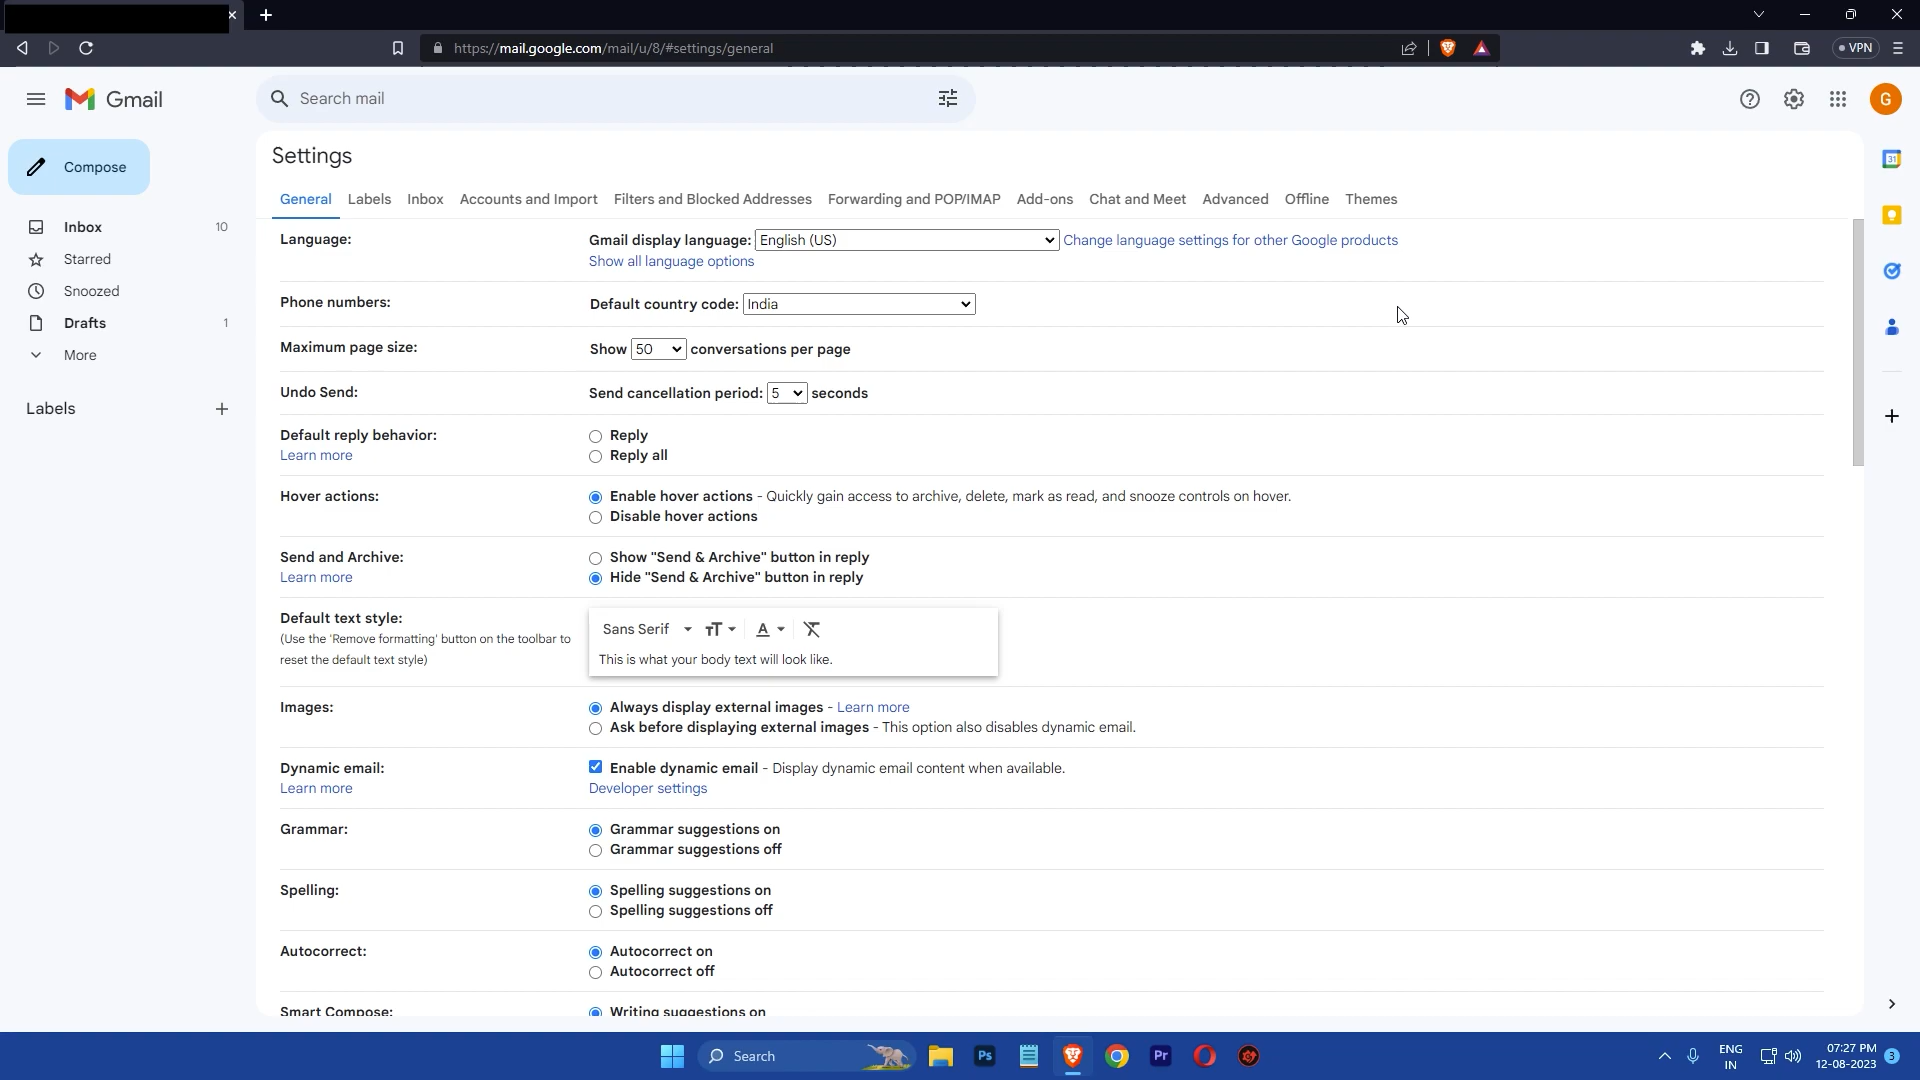 https://mail.google.com/mail/u/8/#settings/general
VPN
Gmail
Search mail
G
Compose
Inbox 10
Starred
Snoozed
Drafts 1
More
Labels
31
Settings
General Labels Inbox Accounts and Import Filters and Blocked Addresses Forwarding and POP/IMAP Add-ons Chat and Meet Advanced Offline Themes
Language: Gmail display language: English (US) Change language settings for other Google products
Show all language options
Phone numbers: Default country code: India
Maximum page size: Show 50 conversations per page
Undo Send: Send cancellation period: 5 seconds
Default reply behavior: Reply
Learn more Reply all
Hover actions: Enable hover actions - Quickly gain access to archive, delete, mark as read, and snooze controls on hover.
Disable hover actions
Send and Archive: Show "Send & Archive" button in reply
Learn more Hide "Send & Archive" button in reply
Default text style: Sans Serif
(Use the 'Remove formatting' button on the toolbar to
reset the default text style) This is what your body text will look like.
Images: Always display external images - Learn more
Ask before displaying external images - This option also disables dynamic email.
Dynamic email: Enable dynamic email - Display dynamic email content when available.
Learn more Developer settings
Grammar: Grammar suggestions on
Grammar suggestions off
Spelling: Spelling suggestions on
Spelling suggestions off
Autocorrect: Autocorrect on
Autocorrect off
Smart Compose: Writing suggestions on
Search Ps Pr ENG 07:27 PM
IN 12-08-2023 3